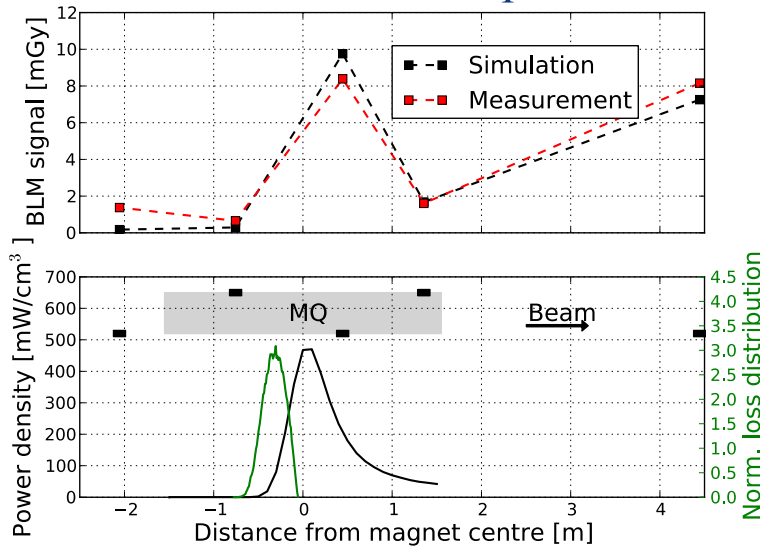 12
10
8
6
4
2
0
BLM signal [mGy]
Simulation
Measurement
700
600
500
400
300
200
100
0
Power density [mW/cm³ ]
MQ
Beam
4.5
4.0
3.5
3.0
2.5
2.0
1.5
1.0
0.5
0.0
Norm. loss distribution
−2 −1 0 1 2 3 4
Distance from magnet centre [m]